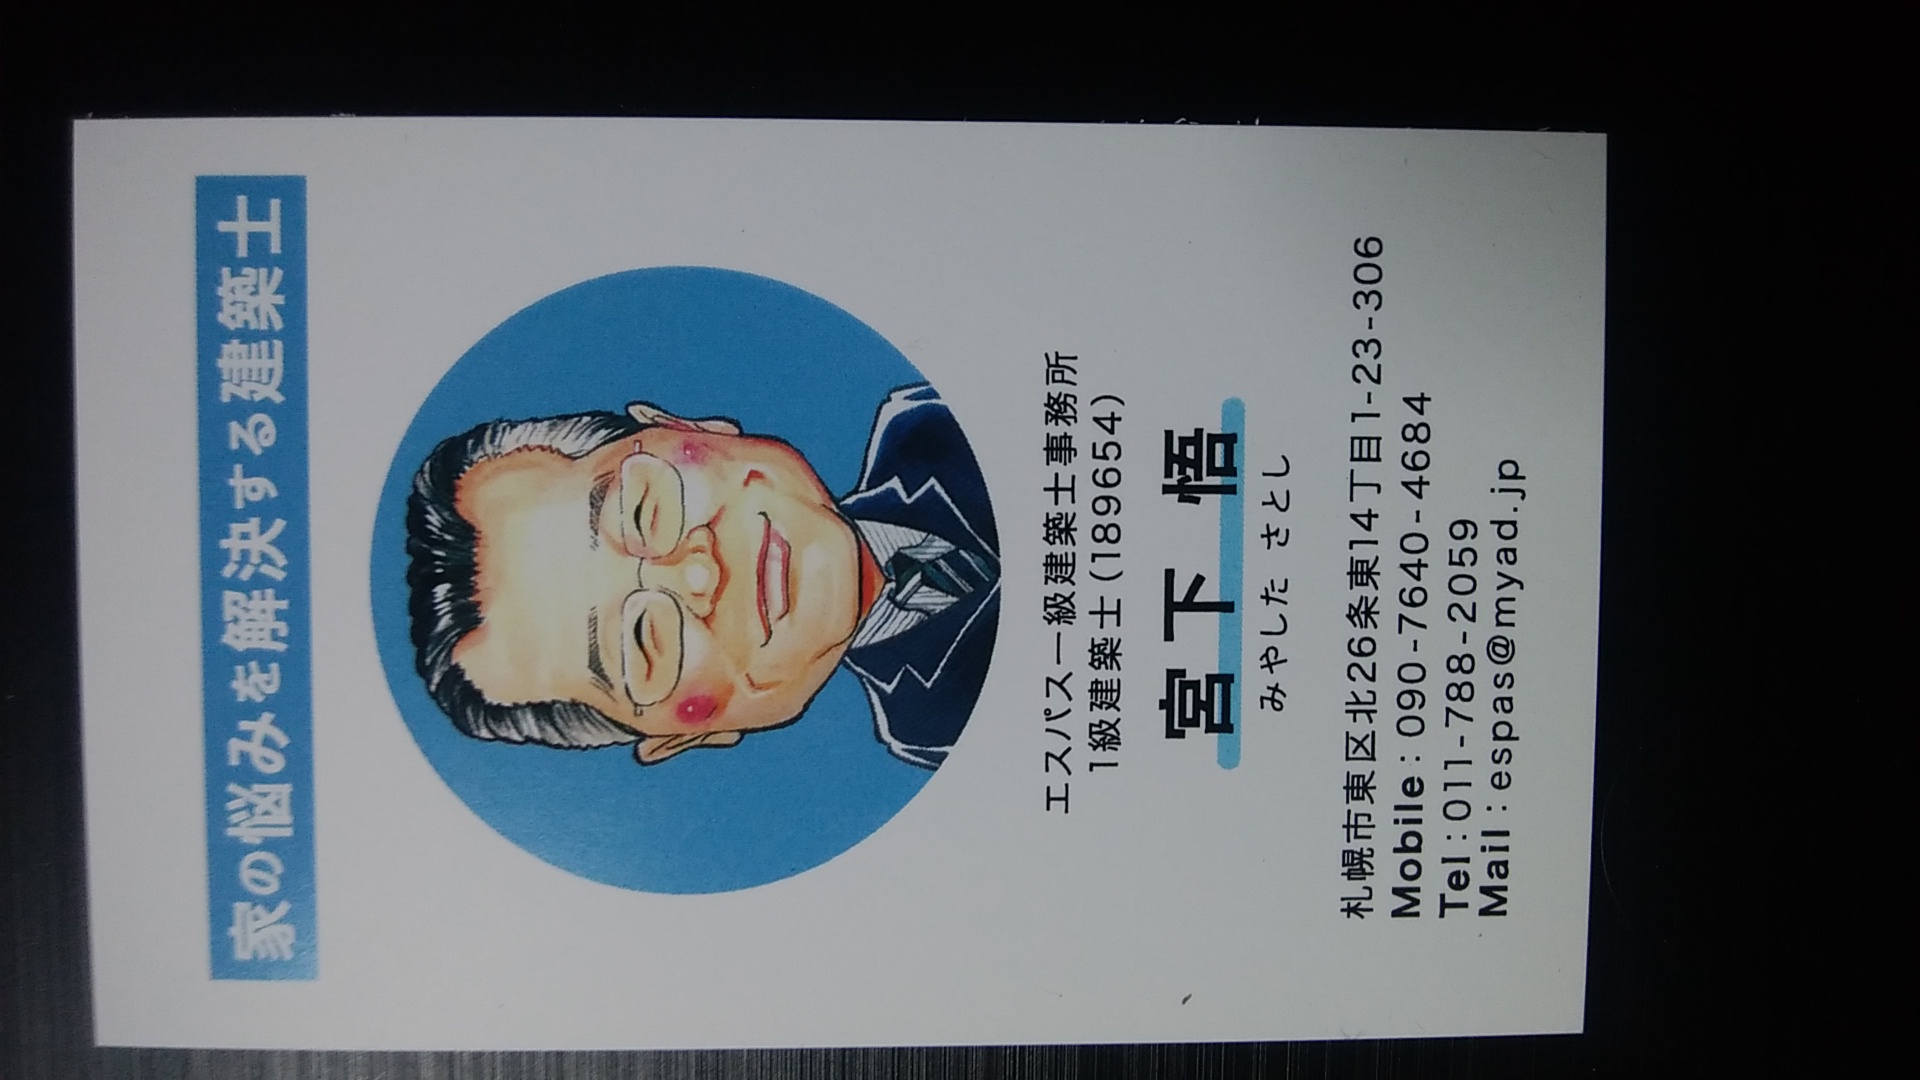 家の悩みを解決する建築士
エスパス一級建築士事務所
1級建築士(189654)
宮下 悟
みやした さとし
札幌市東区北26条東14丁目1-23-306
Mobile:090-7640-4684
Tel:011-788-2059
Mail:espas@myad.jp